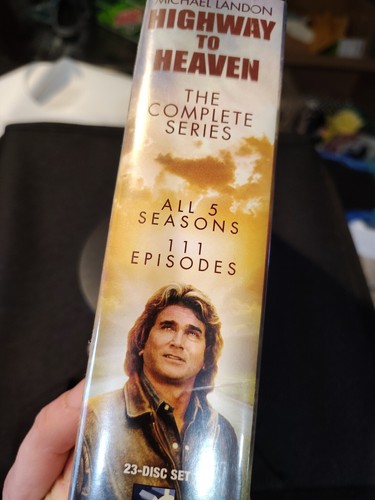 MICHAEL LANDON
HIGHWAY
TO
HEAVEN
THE
COMPLETE
SERIES
ALL 5
SEASONS
111
EPISODES
23-DISC SET